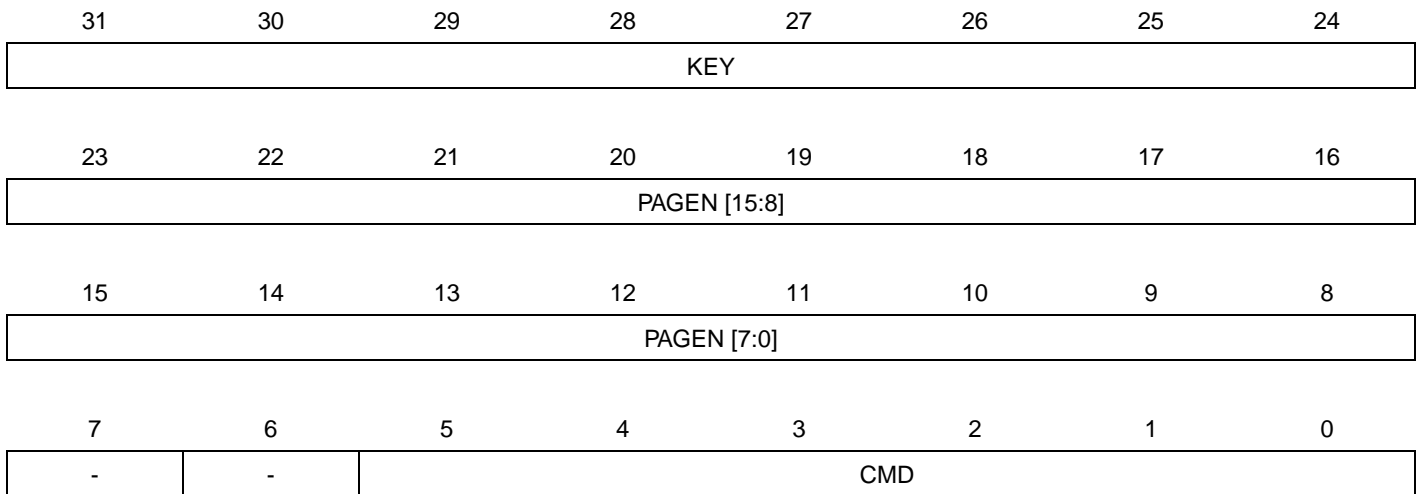 31 30 29 28 27 26 25 24
KEY
23 22 21 20 19 18 17 16
PAGEN [15:8]
15 14 13 12 11 10 9 8
PAGEN [7:0]
7 6 5 4 3 2 1 0
- - CMD